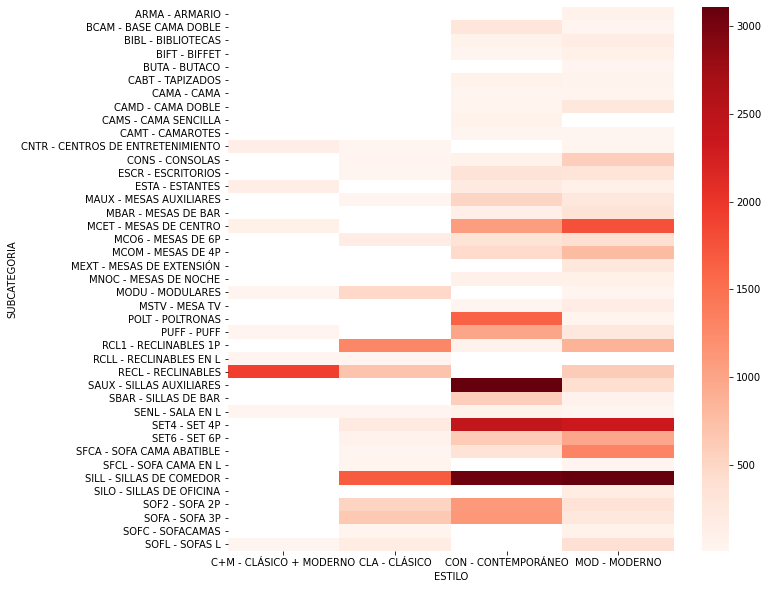 ARMA - ARMARIO
BCAM - BASE CAMA DOBLE
BIBL - BIBLIOTECAS
BIFT - BIFFET
BUTA - BUTACO
CABT - TAPIZADOS
CAMA - CAMA
CAMD - CAMA DOBLE
CAMS - CAMA SENCILLA
CAMT - CAMAROTES
CNTR - CENTROS DE ENTRETENIMIENTO
CONS - CONSOLAS
ESCR - ESCRITORIOS
ESTA - ESTANTES
MAUX - MESAS AUXILIARES
MBAR - MESAS DE BAR
MCET - MESAS DE CENTRO
MCO6 - MESAS DE 6P
MCOM - MESAS DE 4P
MEXT - MESAS DE EXTENSIÓN
MNOC - MESAS DE NOCHE
MODU - MODULARES
MSTV - MESA TV
POLT - POLTRONAS
PUFF - PUFF
RCL1 - RECLINABLES 1P
RCLL - RECLINABLES EN L
RECL - RECLINABLES
SAUX - SILLAS AUXILIARES
SBAR - SILLAS DE BAR
SENL - SALA EN L
SET4 - SET 4P
SET6 - SET 6P
SFCA - SOFA CAMA ABATIBLE
SFCL - SOFA CAMA EN L
SILL - SILLAS DE COMEDOR
SILO - SILLAS DE OFICINA
SOF2 - SOFA 2P
SOFA - SOFA 3P
SOFC - SOFACAMAS
SOFL - SOFAS L
SUBCATEGORIA
C+M - CLÁSICO + MODERNO CLA - CLÁSICO CON - CONTEMPORÁNEO MOD - MODERNO
ESTILO
3000
2500
2000
1500
1000
500